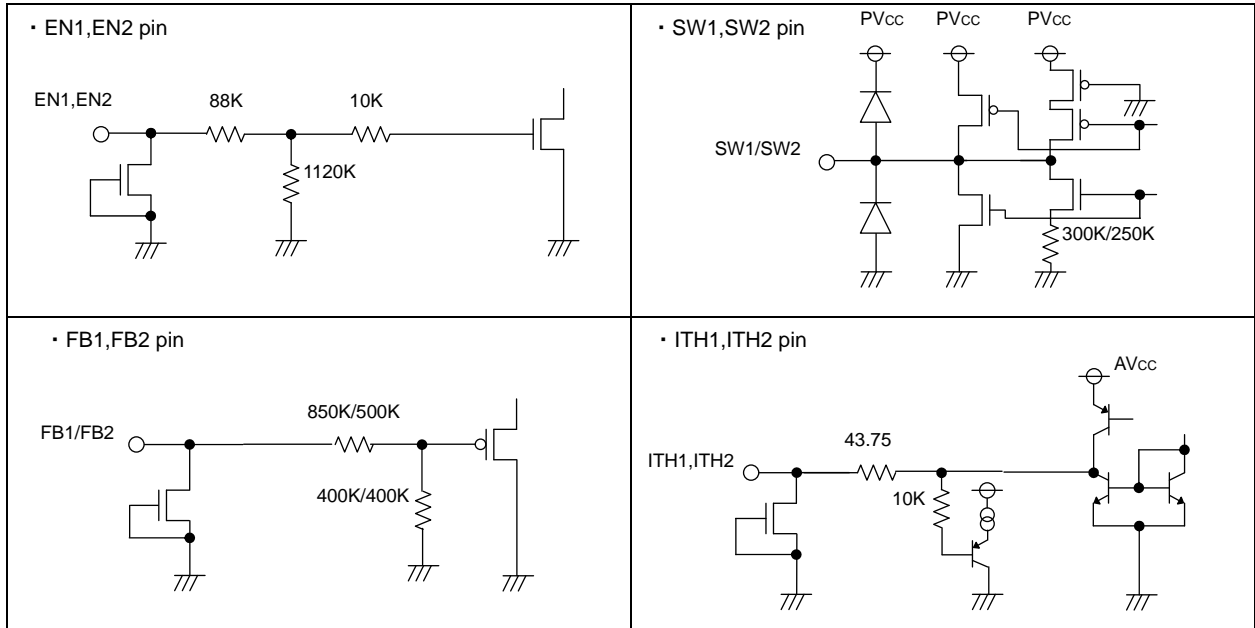 ・EN1,EN2 pin
EN1,EN2
88K
10K
1120K
・SW1,SW2 pin
PVCC
PVCC
PVCC
SW1/SW2
300K/250K
・FB1,FB2 pin
850K/500K
FB1/FB2
400K/400K
・ITH1,ITH2 pin
AVCC
43.75
ITH1,ITH2
10K